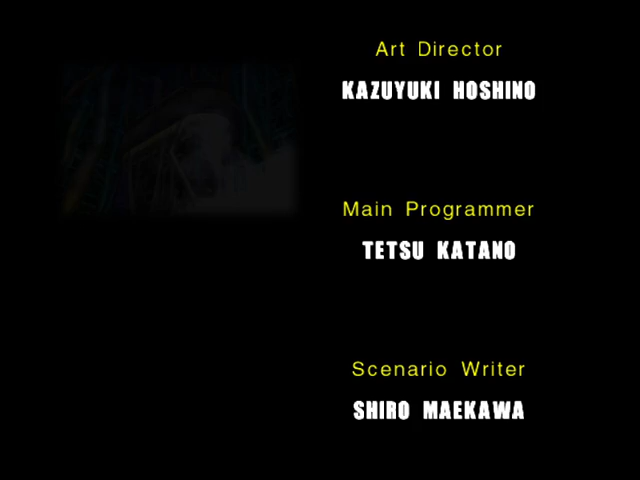 Art Director
KAZUYUKI HOSHINO
Main Programmer
TETSU KATANO
Scenario Writer
SHIRO MAEKAWA